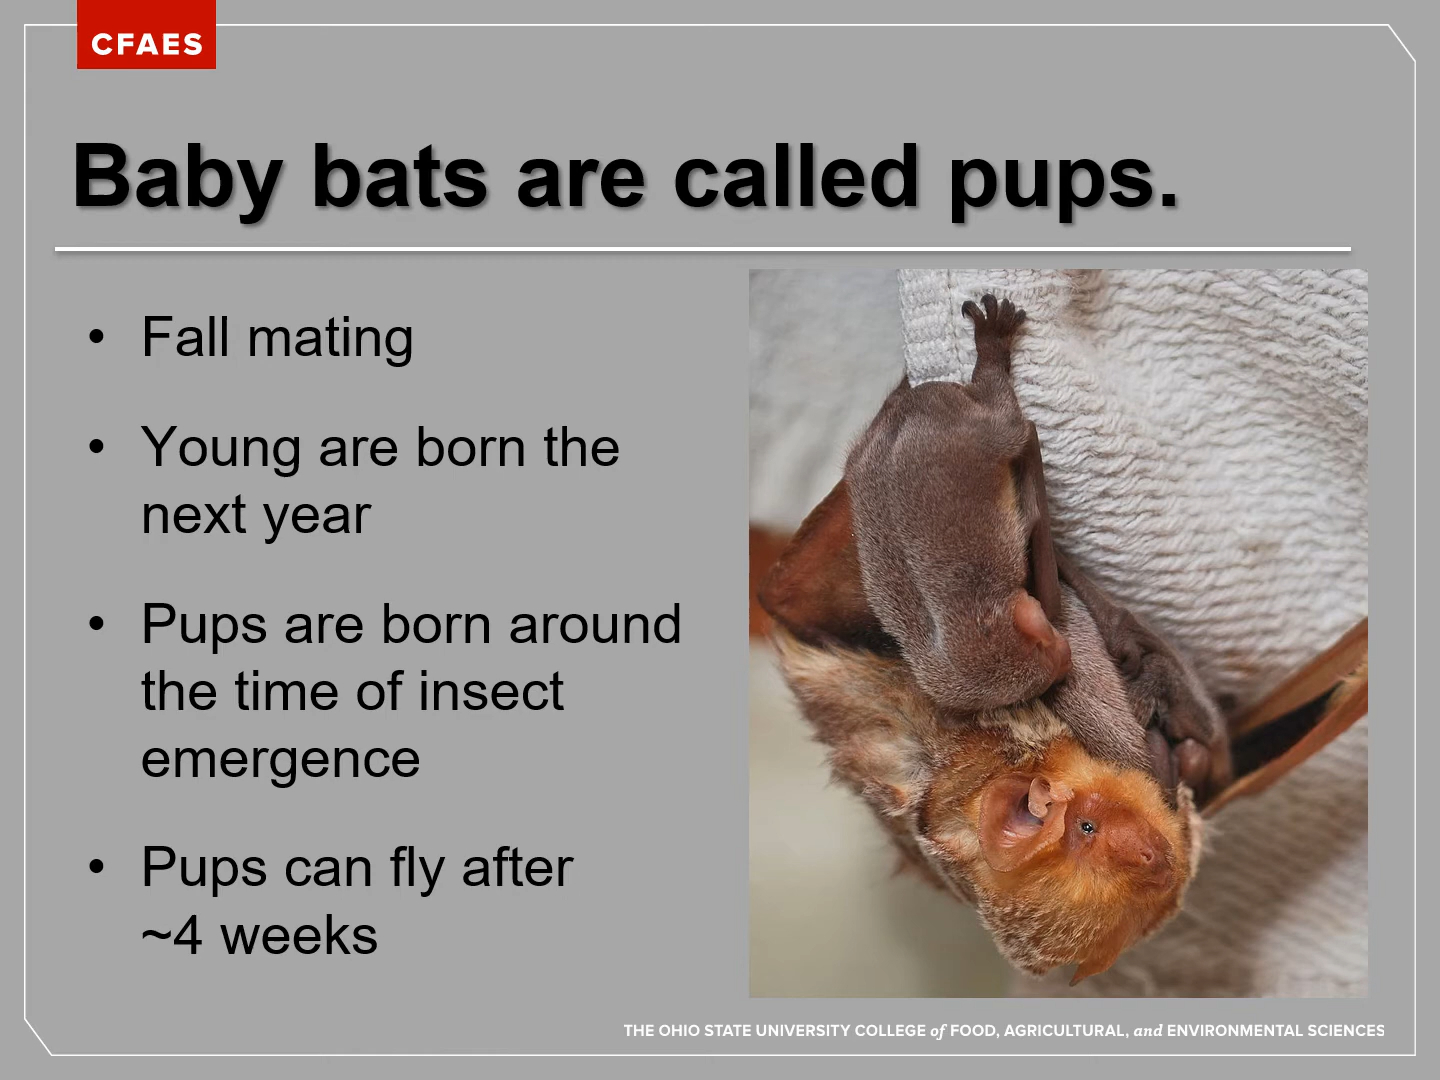 CFAES
Baby bats are called pups.
• Fall mating
• Young are born the
next year
• Pups are born around
the time of insect
emergence
• Pups can fly after
~4 weeks
THE OHIO STATE UNIVERSITY COLLEGE of FOOD, AGRICULTURAL, and ENVIRONMENTAL SCIENCES